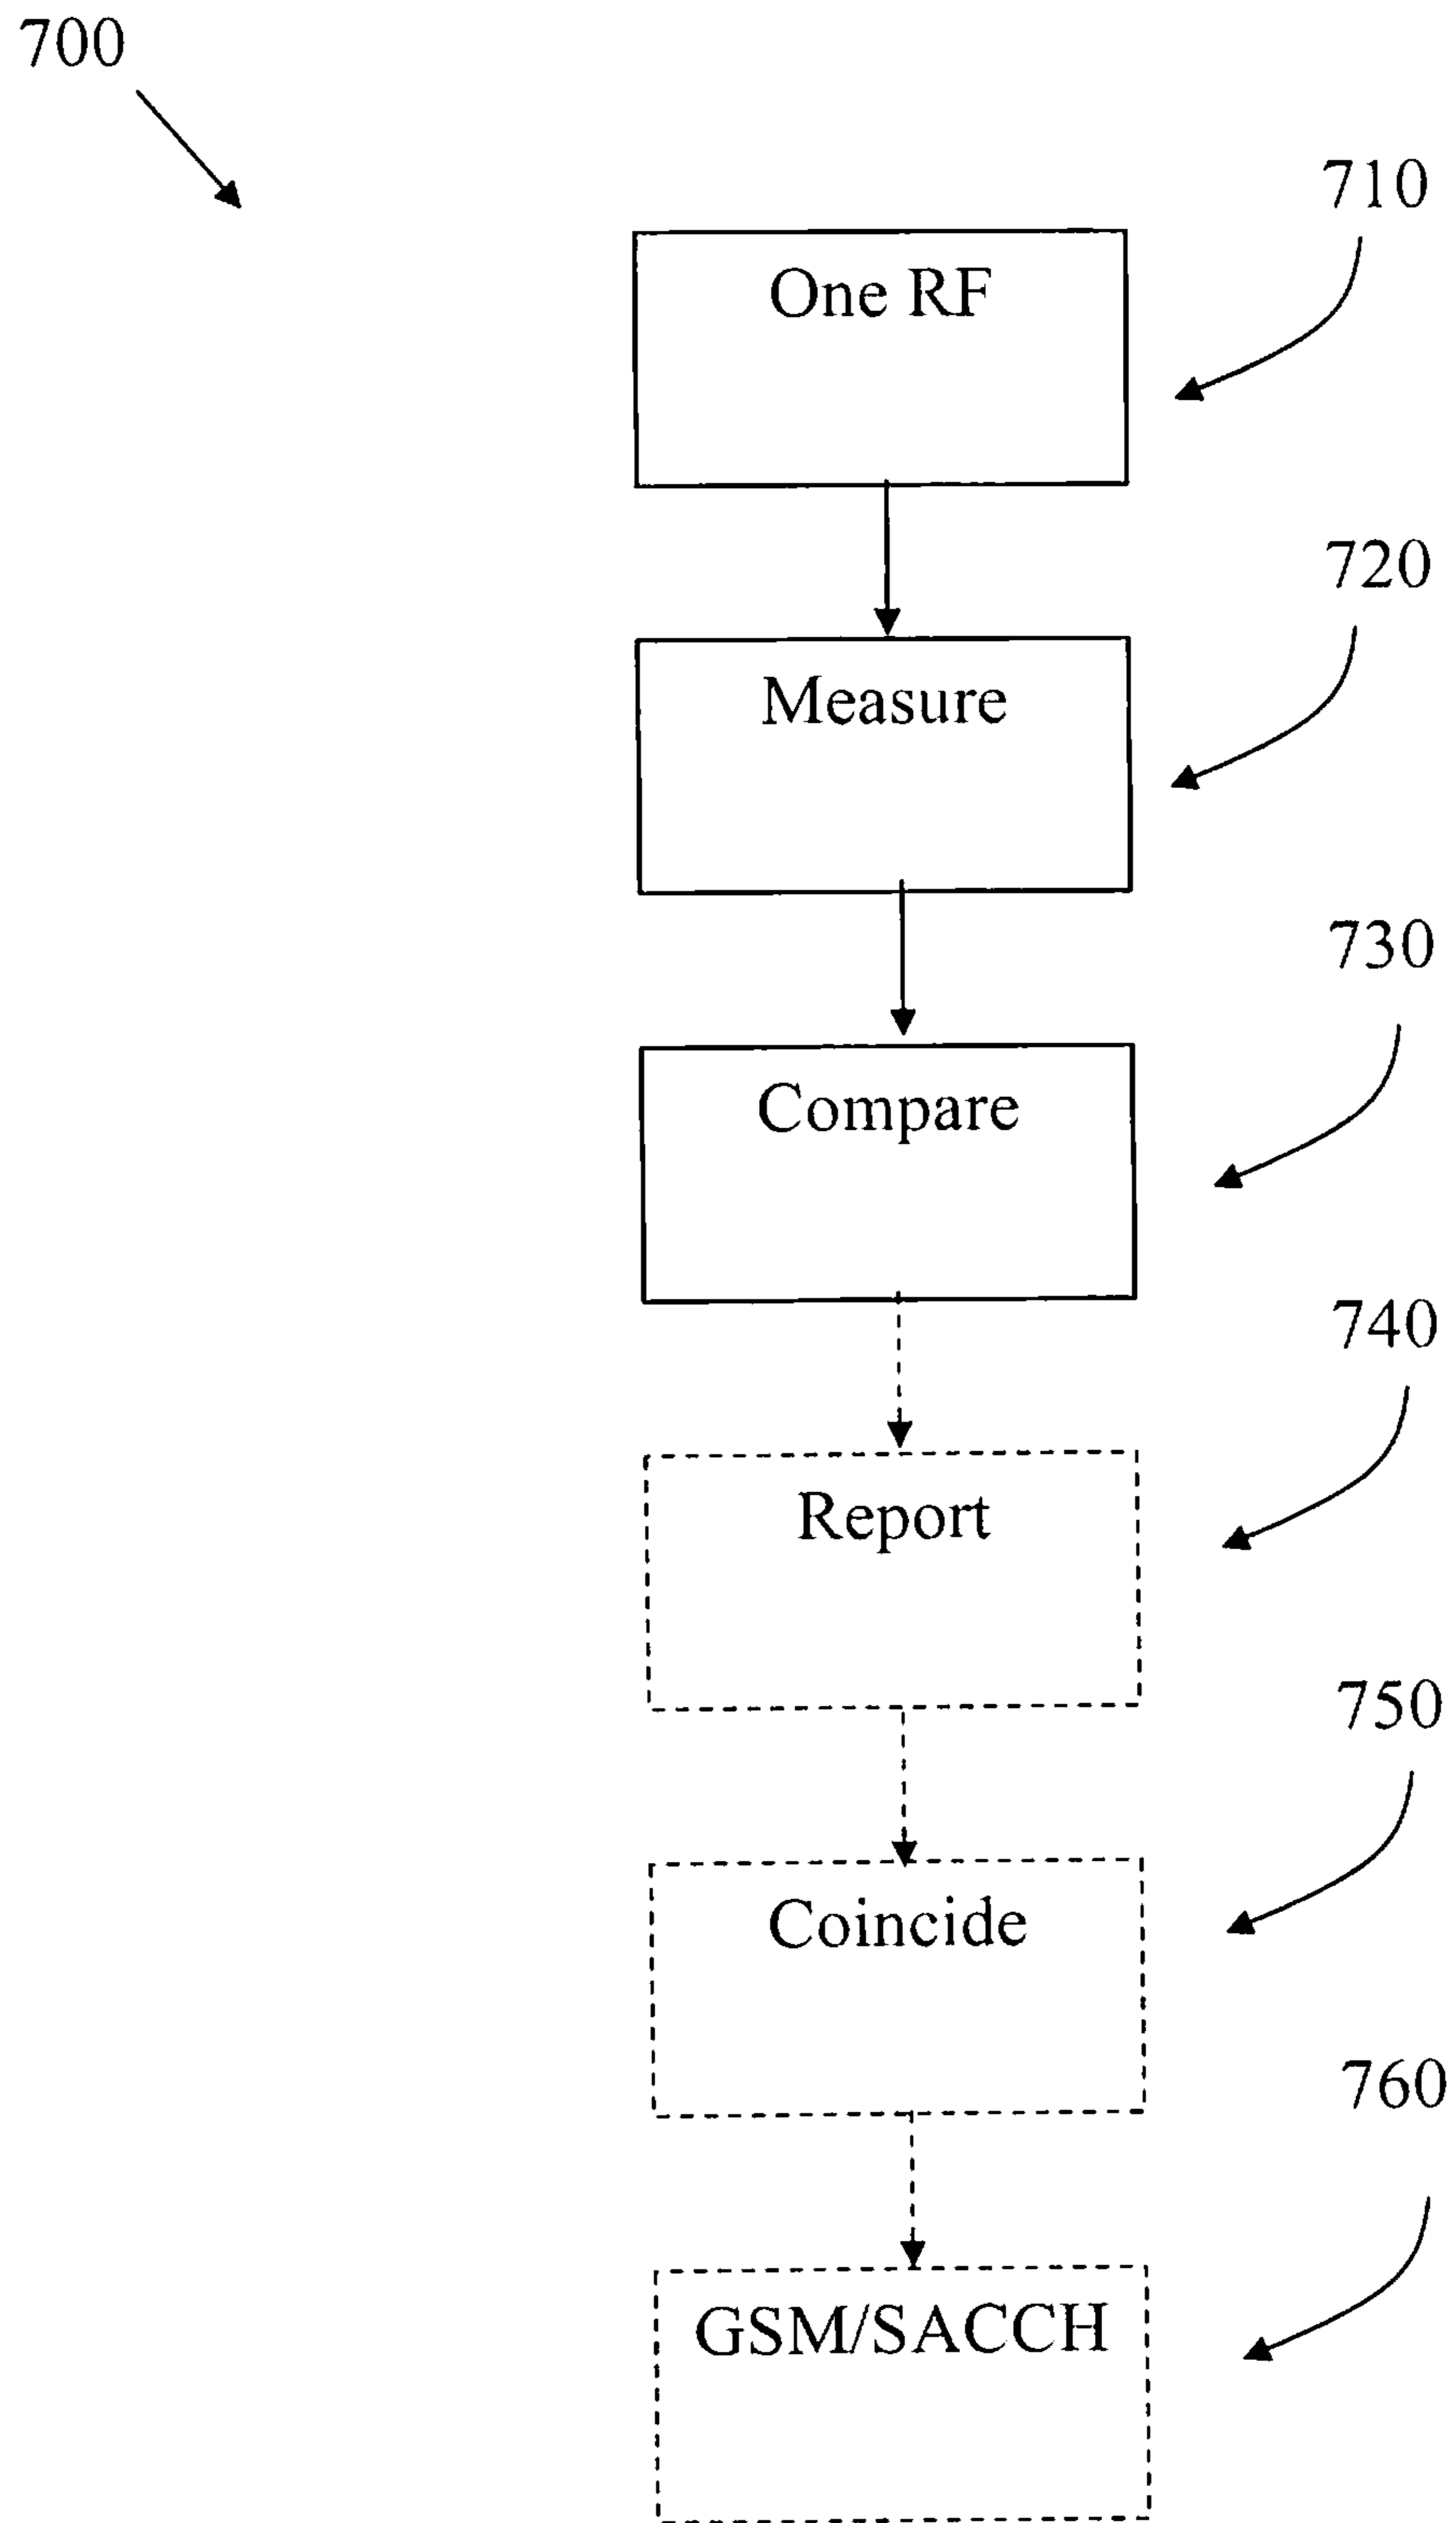 700
710
One RF
720
Measure
730
Compare
740
Report
750
Coincide
760
GSM/SACCH